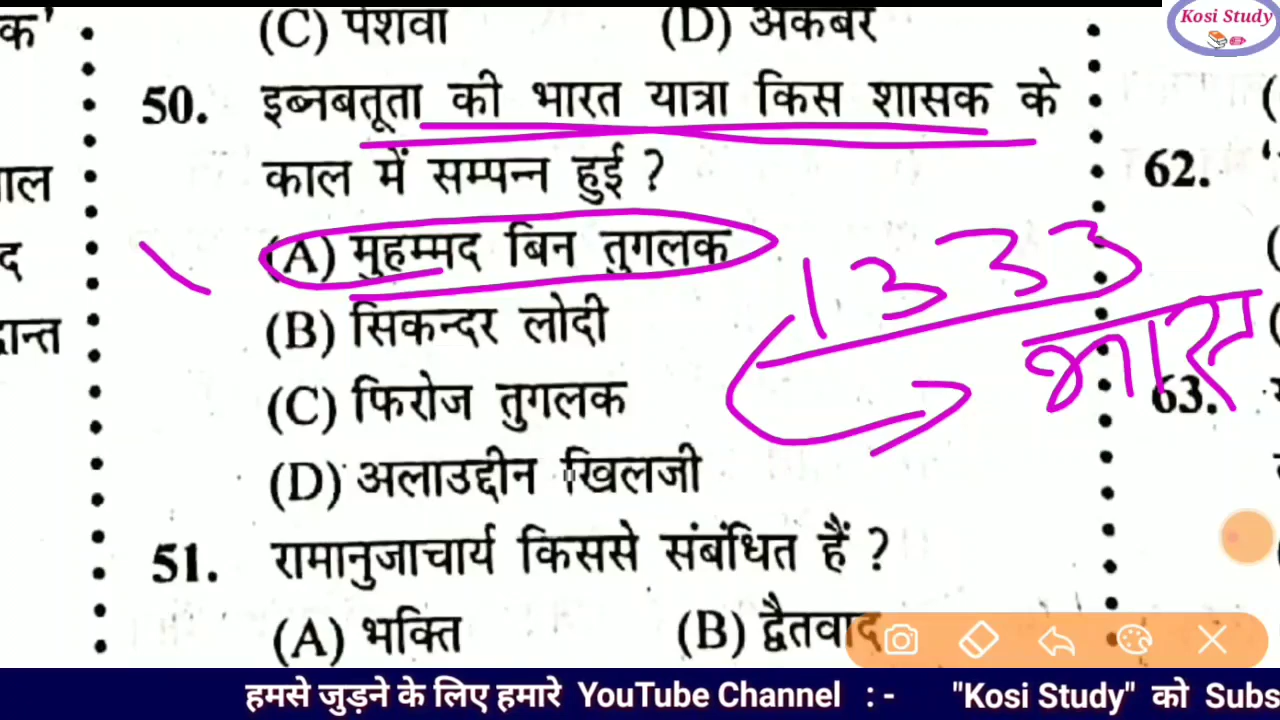 Kosi Study
क'
(C) पेशवा (D) अकबर
50. इब्नबतूता की भारत यात्रा किस शासक के
काल में सम्पन्न हुई ?
(A) मुहम्मद बिन तुगलक
(B) सिकन्दर लोदी
(C) फिरोज तुगलक
(D) अलाउद्दीन खिलजी
51. रामानुजाचार्य किससे संबंधित हैं ?
(A) भक्ति (B) द्वैतवाद
ाल
द
ान्त
1333
भारत
62.
63.
हमसे जुड़ने के लिए हमारे YouTube Channel : - "Kosi Study" को Subs